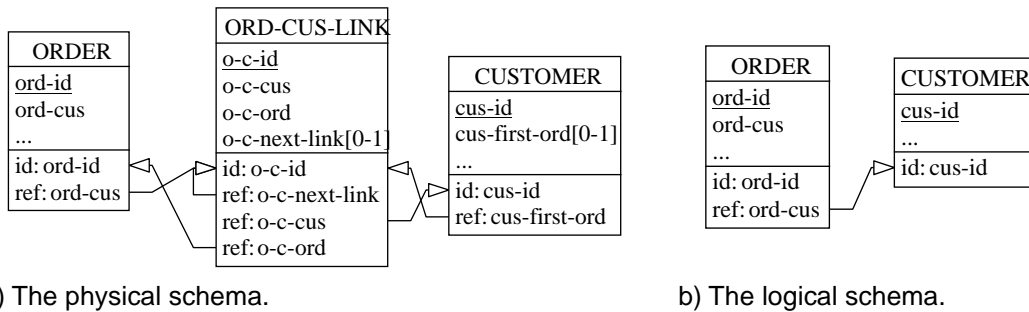 ORDER
ord-id
ord-cus
...
id: ord-id
ref: ord-cus
ORD-CUS-LINK
o-c-id
o-c-cus
o-c-ord
o-c-next-link[0-1]
id: o-c-id
ref: o-c-next-link
ref: o-c-cus
ref: o-c-ord
CUSTOMER
cus-id
cus-first-ord[0-1]
...
id: cus-id
ref: cus-first-ord
) The physical schema.
ORDER
ord-id
ord-cus
...
id: ord-id
ref: ord-cus
CUSTOMER
cus-id
...
id: cus-id
b) The logical schema.